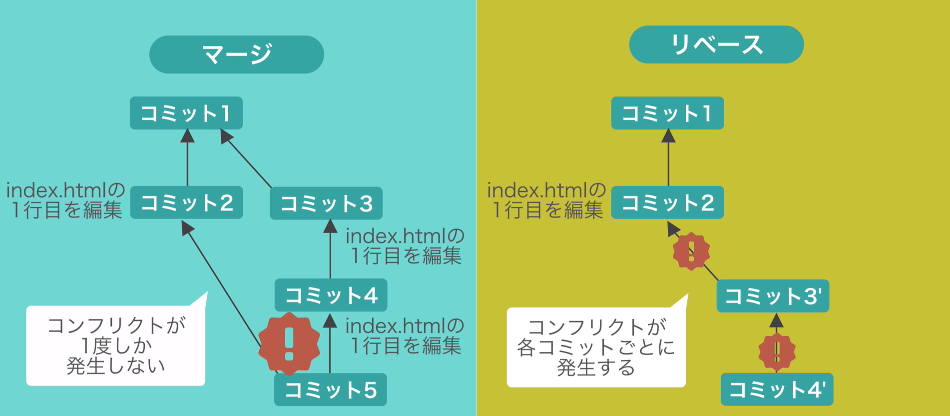 マージ
コミット1
index.htmlの
1行目を編集
コミット2
コミット3
index.htmlの
1行目を編集
コミット4
index.htmlの
1行目を編集
コンフリクトが
1度しか
発生しない
コミット5
リベース
コミット1
index.htmlの
1行目を編集
コミット2
コミット3'
コンフリクトが
各コミットごとに
発生する
コミット4'